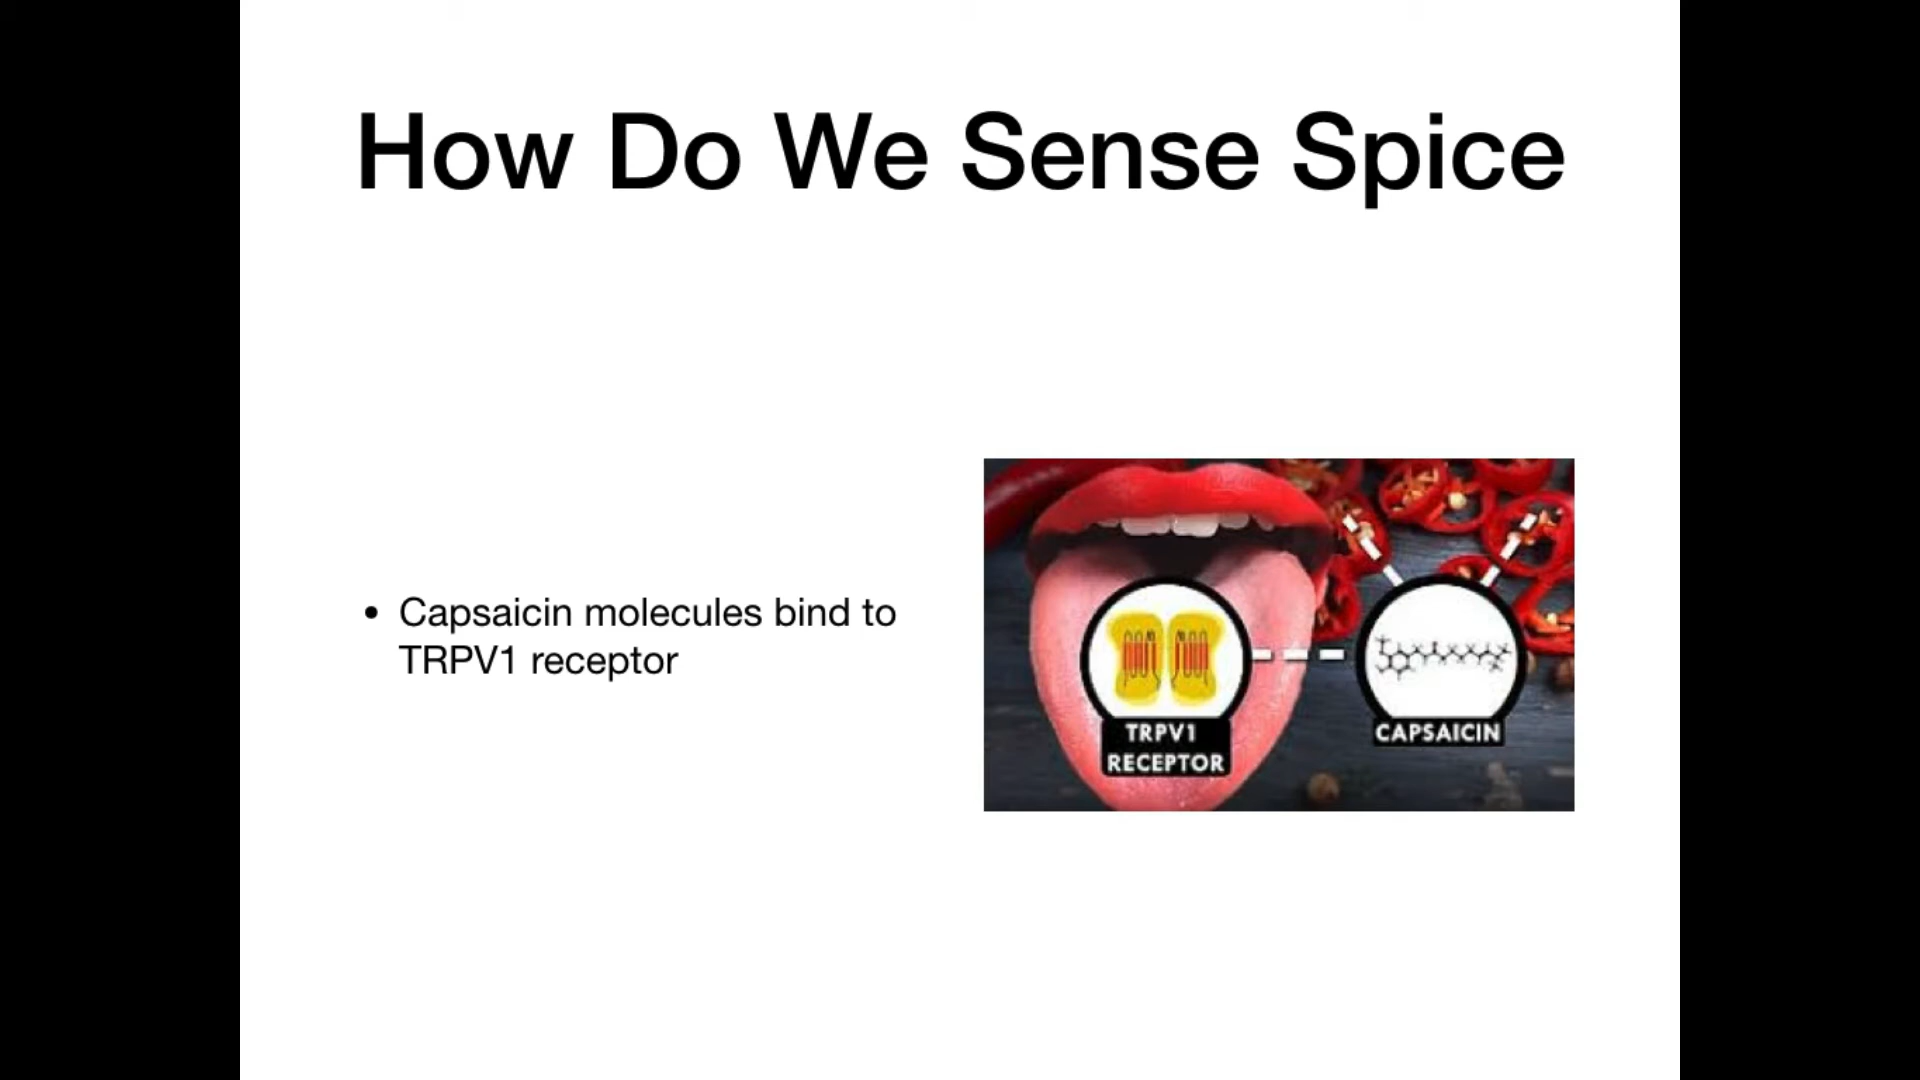 How Do We Sense Spice
• Capsaicin molecules bind to
TRPV1 receptor
TRPV1
RECEPTOR
CAPSAICIN